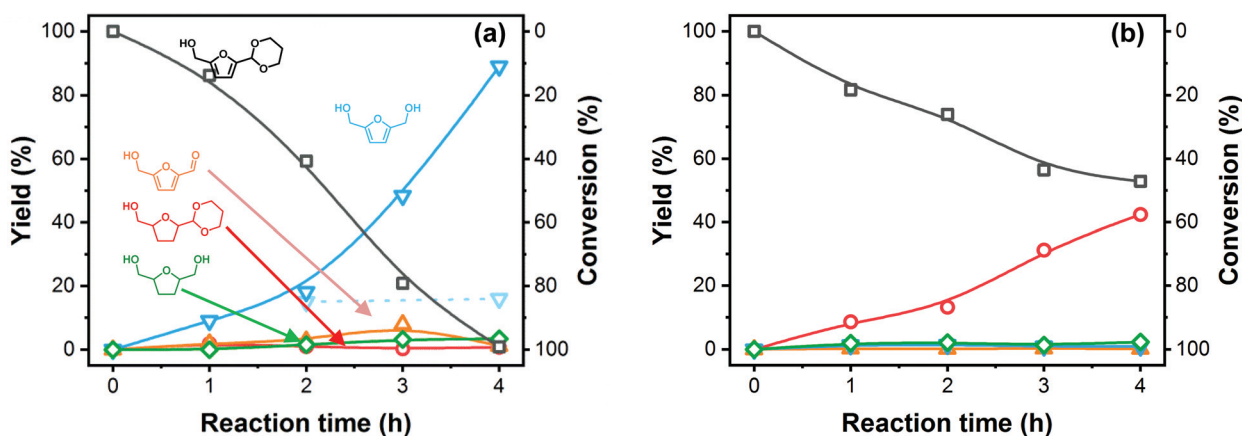 (a)
100
80
60
40
20
0
Yield (%)
0
20
40
60
80
100
Conversion (%)
HO
O
O
O
HO
OH
O
HO
O
O
HO
O
O
O
HO
OH
O
0 1 2 3 4
Reaction time (h)
(b)
100
80
60
40
20
0
Yield (%)
0
20
40
60
80
100
Conversion (%)
0 1 2 3 4
Reaction time (h)